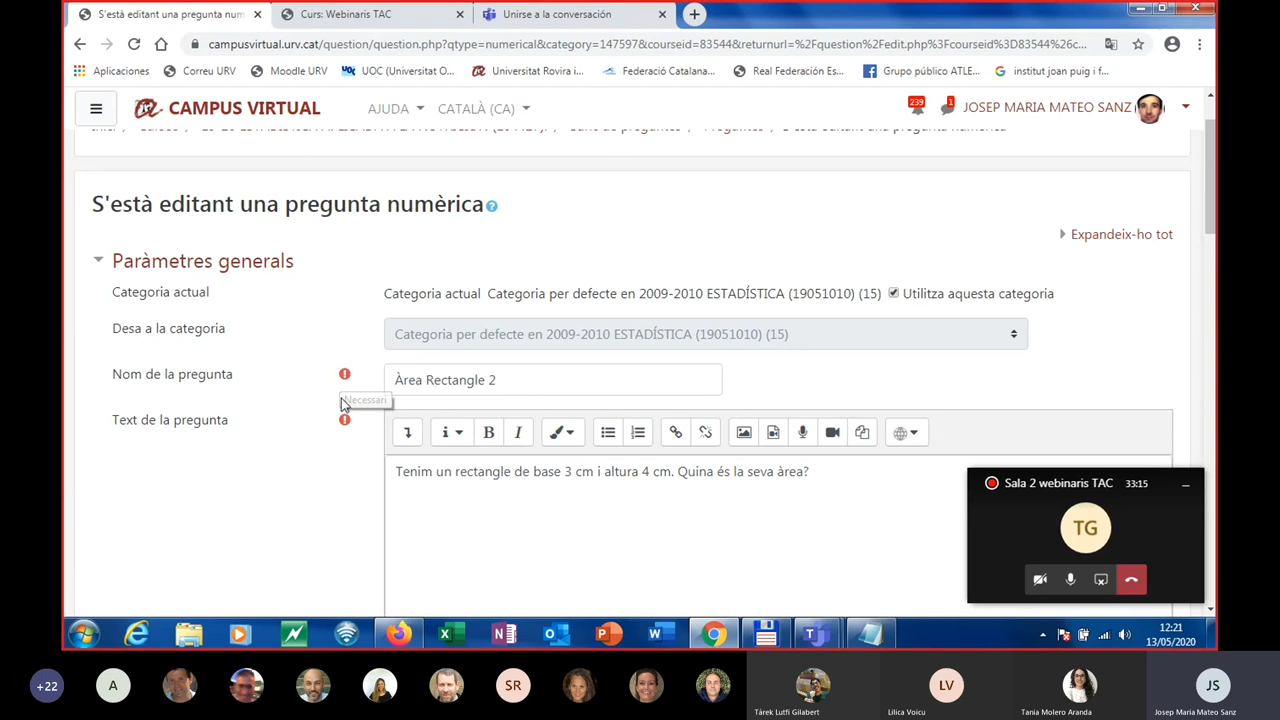 S'està editant una pregunta num
Curs: Webinaris TAC
Unirse a la conversación
campusvirtual.urv.cat/question/question.php?qtype=numerical&category=147597&courseid=83544&returnurl=%2Fquestion%2Fedit.php%3Fcourseid%3D83544%26c...
Aplicaciones
Correu URV
Moodle URV
UOC (Universitat O...
Universitat Rovira i...
Federació Catalana...
Real Federación Es...
Grupo público ATLE...
institut joan puig i f...
CAMPUS VIRTUAL
AJUDA
CATALÀ (CA)
239
1
JOSEP MARIA MATEO SANZ
S'està editant una pregunta numèrica
Expandeix-ho tot
Paràmetres generals
Categoria actual
Categoria actual Categoria per defecte en 2009-2010 ESTADÍSTICA (19051010) (15)
Utilitza aquesta categoria
Desa a la categoria
Categoria per defecte en 2009-2010 ESTADÍSTICA (19051010) (15)
Nom de la pregunta
Àrea Rectangle 2
Necessari
Text de la pregunta
B
I
Tenim un rectangle de base 3 cm i altura 4 cm. Quina és la seva àrea?
Sala 2 webinaris TAC
33:15
TG
12:21
13/05/2020
+22
A
SR
Tàrek Lutfi Gilabert
LV
Lilica Voicu
Tania Molero Aranda
JS
Josep Maria Mateo Sanz